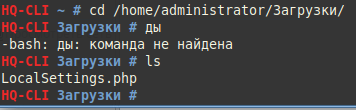 HQ-CLI ~ # cd /home/administrator/Загрузки/
HQ-CLI Загрузки # ды
-bash: ды: команда не найдена
HQ-CLI Загрузки # ls
LocalSettings.php
HQ-CLI Загрузки #